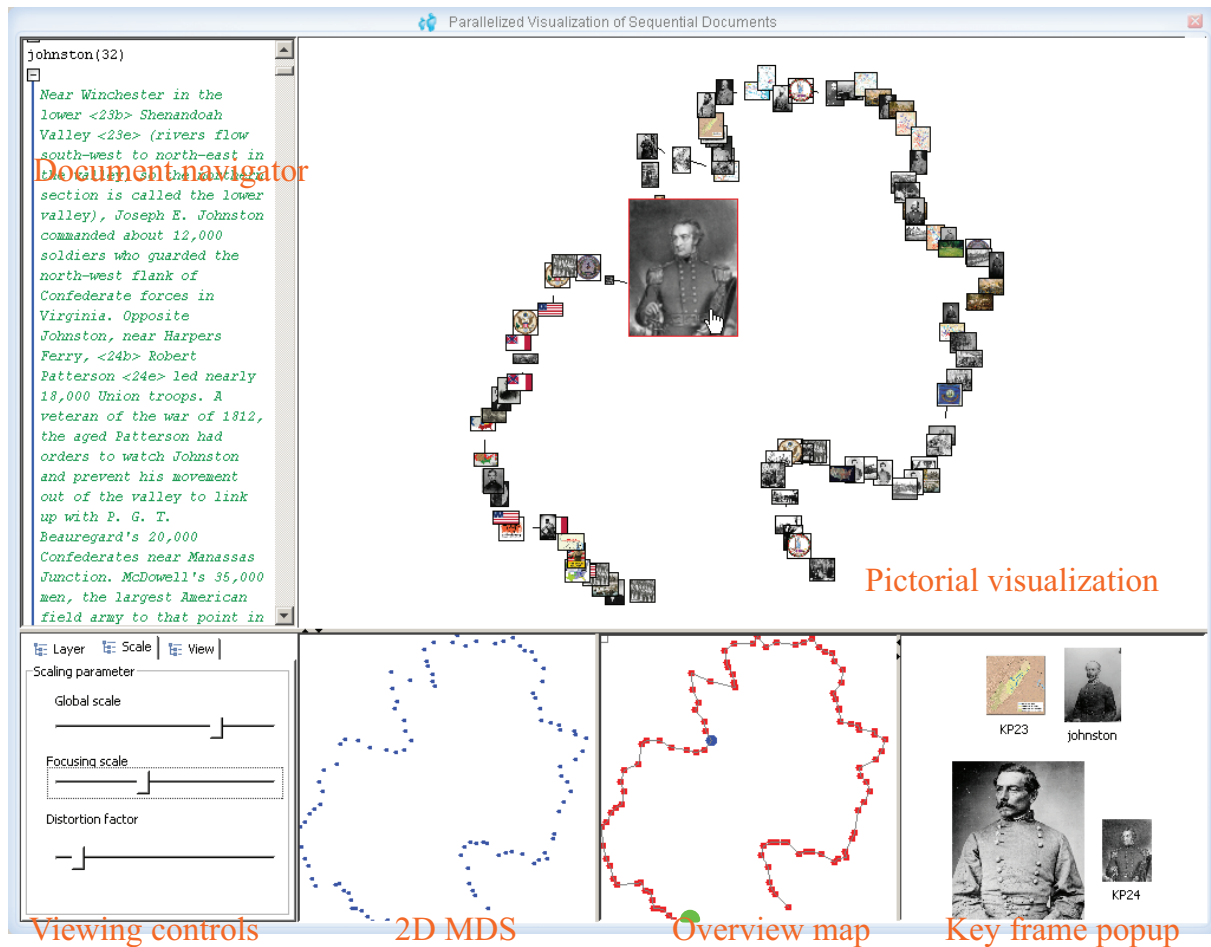 Parallelized Visualization of Sequential Documents
johnston(32)
Near Winchester in the
lower <23b> Shenandoah
Valley <23e> (rivers flow
south-west to north-east in
the valley, so the northern
Document navigator
section is called the lower
valley), Joseph E. Johnston
commanded about 12,000
soldiers who guarded the
north-west flank of
Confederate forces in
Virginia. Opposite
Johnston, near Harpers
Ferry, <24b> Robert
Patterson <24e> led nearly
18,000 Union troops. A
veteran of the war of 1812,
the aged Patterson had
orders to watch Johnston
and prevent his movement
out of the valley to link
up with P. G. T.
Beauregard's 20,000
Confederates near Manassas
Junction. McDowell's 35,000
men, the largest American
field army to that point in
Pictorial visualization
Layer Scale View
Scaling parameter
Global scale
Focusing scale
Distortion factor
KP23
johnston
KP24
Viewing controls
2D MDS
Overview map
Key frame popup